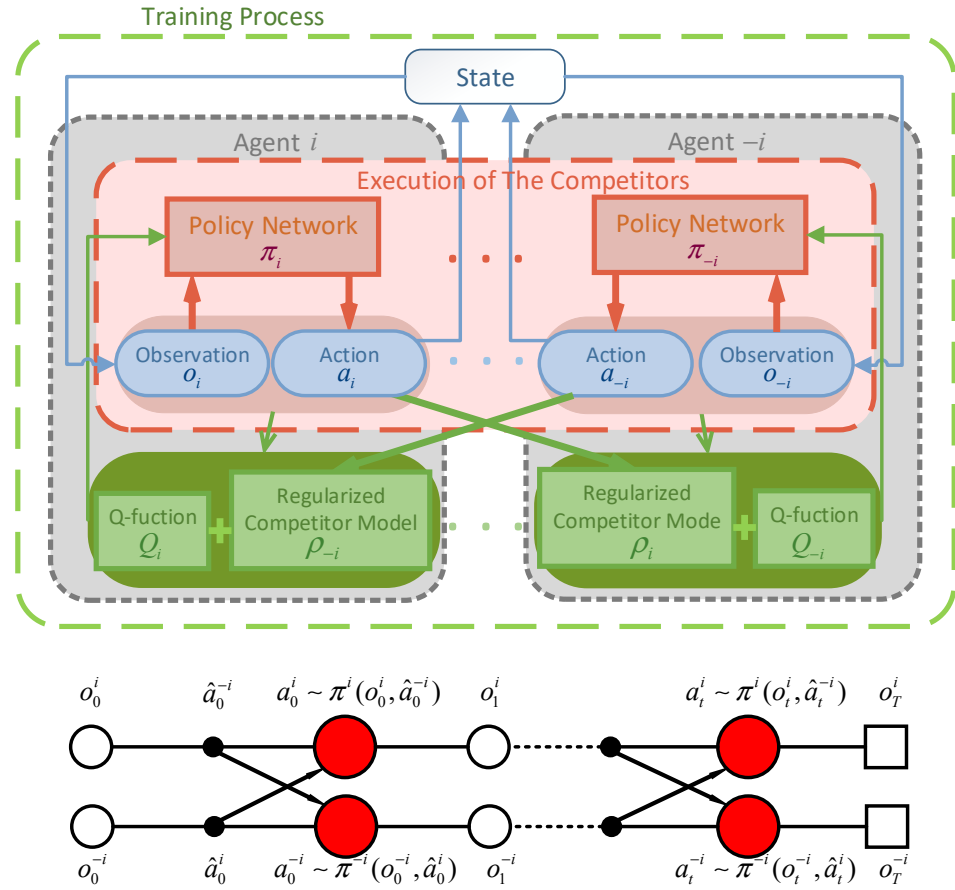 Training Process
State
Agent i
Agent −i
Execution of The Competitors
Policy Network
π_i
Policy Network
π_{−i}
Observation
o_i
Action
a_i
Action
a_{−i}
Observation
o_{−i}
Q-fuction
Q_i
Regularized
Competitor Model
ρ_{−i}
Regularized
Competitor Mode
ρ_i
Q-fuction
Q_{−i}
o_0^i
â_0^{−i}
a_0^i ~ π^i(o_0^i, â_0^{−i})
o_1^i
a_t^i ~ π^i(o_t^i, â_t^{−i})
o_T^i
o_0^{−i}
â_0^i
a_0^{−i} ~ π^{−i}(o_0^{−i}, â_0^i)
o_1^{−i}
a_t^{−i} ~ π^{−i}(o_t^{−i}, â_t^i)
o_T^{−i}